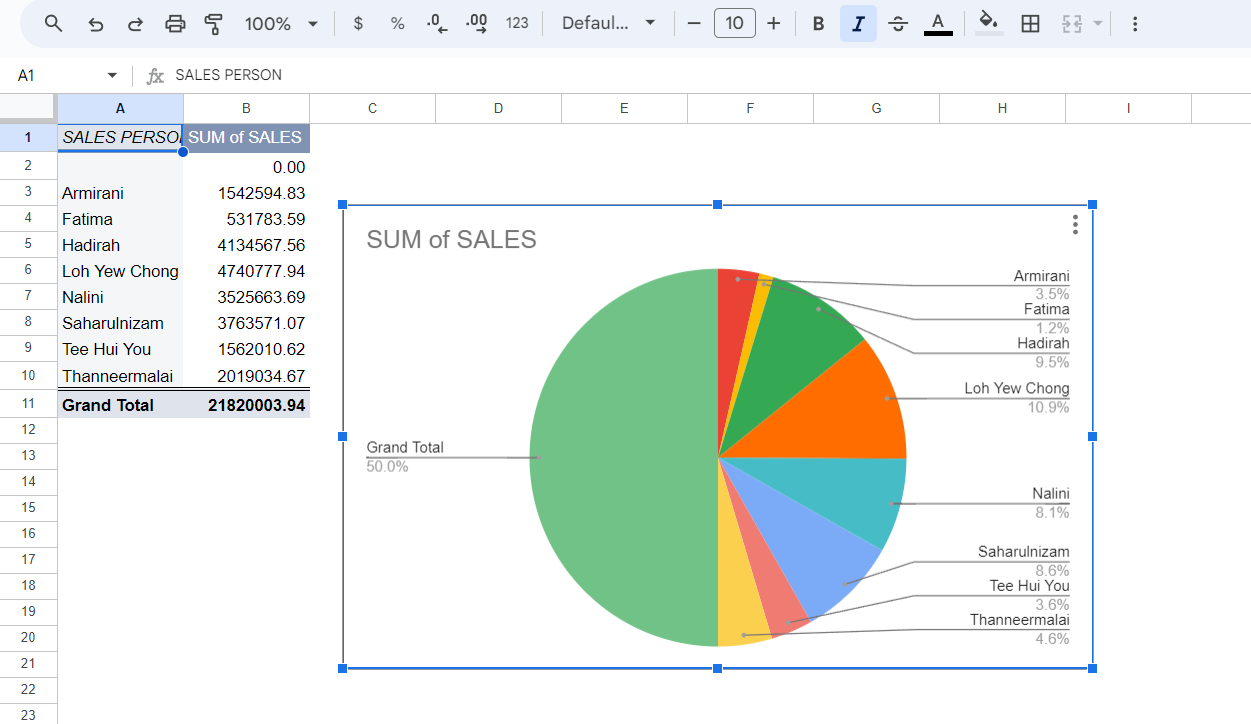 100% $ % .0 .00 123 Defaul... 10 B I A
A1 fx SALES PERSON
A B C D E F G H I
1 SALES PERSO SUM of SALES
2 0.00
3 Armirani 1542594.83
4 Fatima 531783.59
5 Hadirah 4134567.56
6 Loh Yew Chong 4740777.94
7 Nalini 3525663.69
8 Saharulnizam 3763571.07
9 Tee Hui You 1562010.62
10 Thanneermalai 2019034.67
11 Grand Total 21820003.94
12
13
14
15
16
17
18
19
20
21
22
23
SUM of SALES
Armirani
3.5%
Fatima
1.2%
Hadirah
9.5%
Loh Yew Chong
10.9%
Grand Total
50.0%
Nalini
8.1%
Saharulnizam
8.6%
Tee Hui You
3.6%
Thanneermalai
4.6%